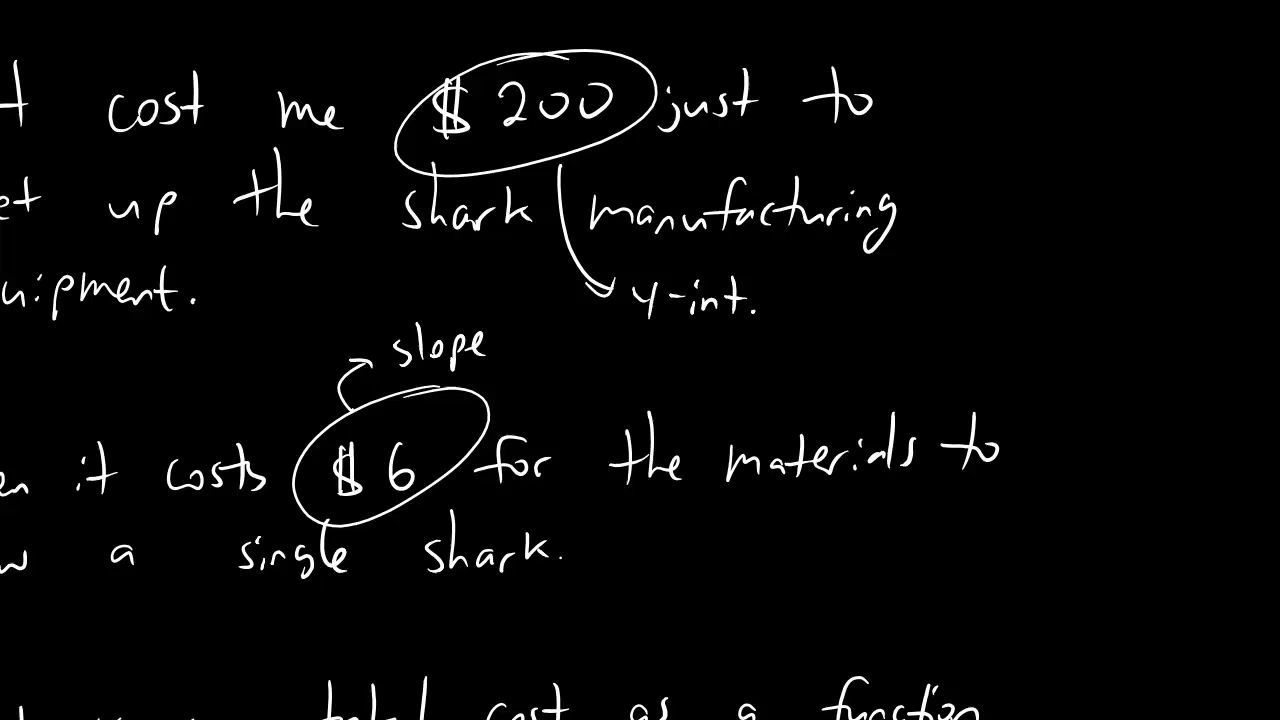 t cost me $ 200 just to
et up the shark manufacturing
uipment.
y-int.
slope
en it costs $ 6 for the materials to
w a single shark.
total cost as a function